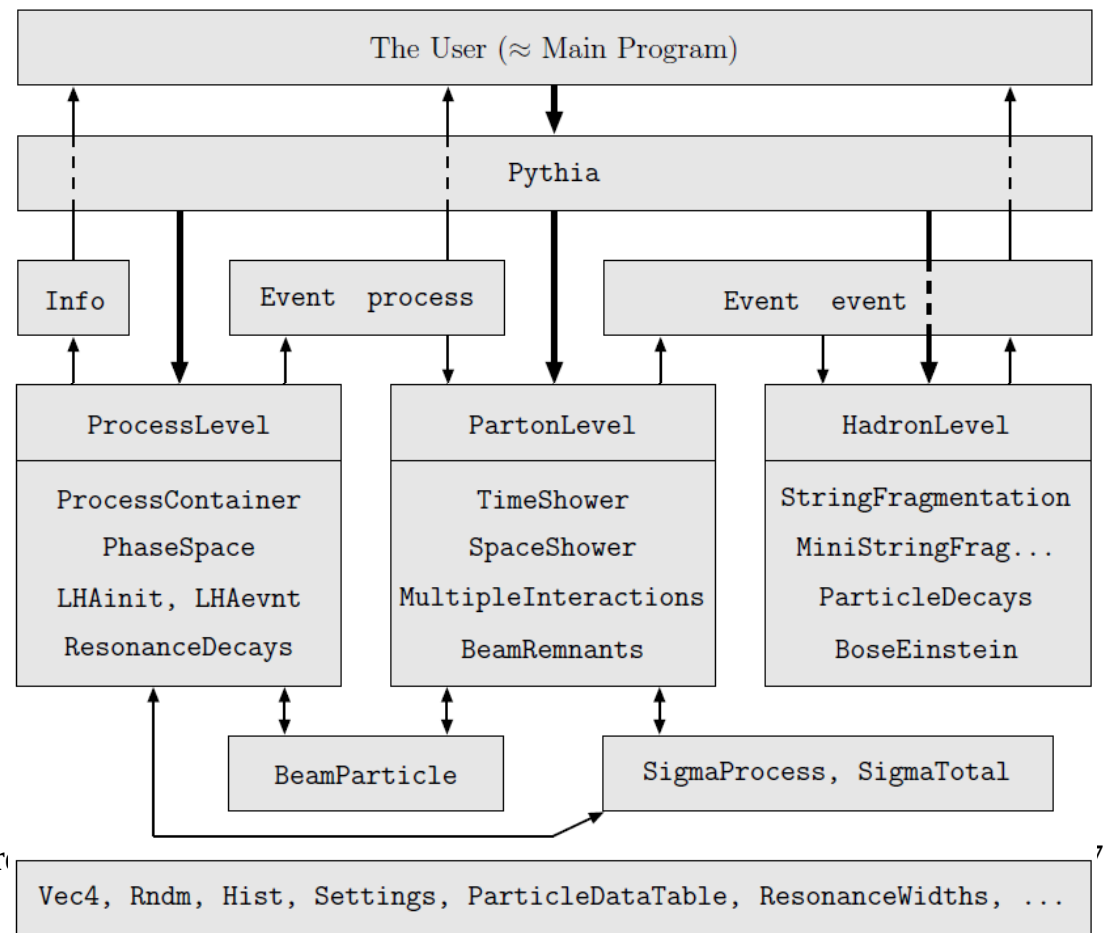 The User (≈ Main Program)
Pythia
Info
Event process
Event event
ProcessLevel
ProcessContainer
PhaseSpace
LHAinit, LHAevnt
ResonanceDecays
PartonLevel
TimeShower
SpaceShower
MultipleInteractions
BeamRemnants
HadronLevel
StringFragmentation
MiniStringFrag...
ParticleDecays
BoseEinstein
BeamParticle
SigmaProcess, SigmaTotal
Vec4, Rndm, Hist, Settings, ParticleDataTable, ResonanceWidths, ...